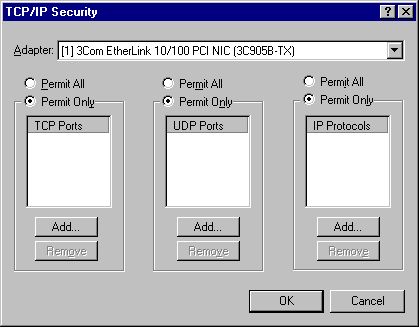 TCP/IP Security
Adapter: [1] 3Com EtherLink 10/100 PCI NIC (3C905B-TX)
Permit All Permit All Permit All
Permit Only Permit Only Permit Only
TCP Ports UDP Ports IP Protocols
Add... Add... Add...
Remove Remove Remove
OK Cancel